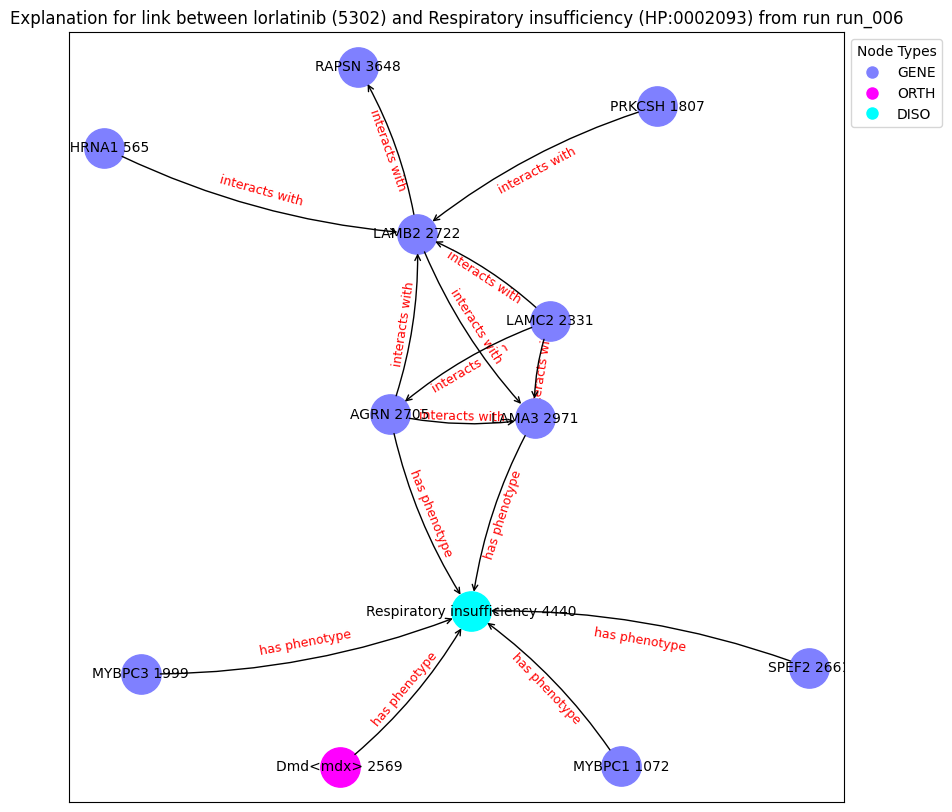 Explanation for link between lorlatinib (5302) and Respiratory insufficiency (HP:0002093) from run run_006
Node Types
GENE
ORTH
DISO
RAPSN 3648
PRKCSH 1807
HRNA1 565
interacts with
interacts with
interacts with
LAMB2 2722
interacts with
LAMC2 2331
interacts with
interacts with
interacts
eracts wi
AGRN 2705
interacts with
LAMA3 2971
has phenotype
has phenotype
Respiratory insufficiency 4440
has phenotype
has phenotype
MYBPC3 1999
SPEF2 266
has phenotype
has phenotype
Dmd<mdx> 2569
MYBPC1 1072